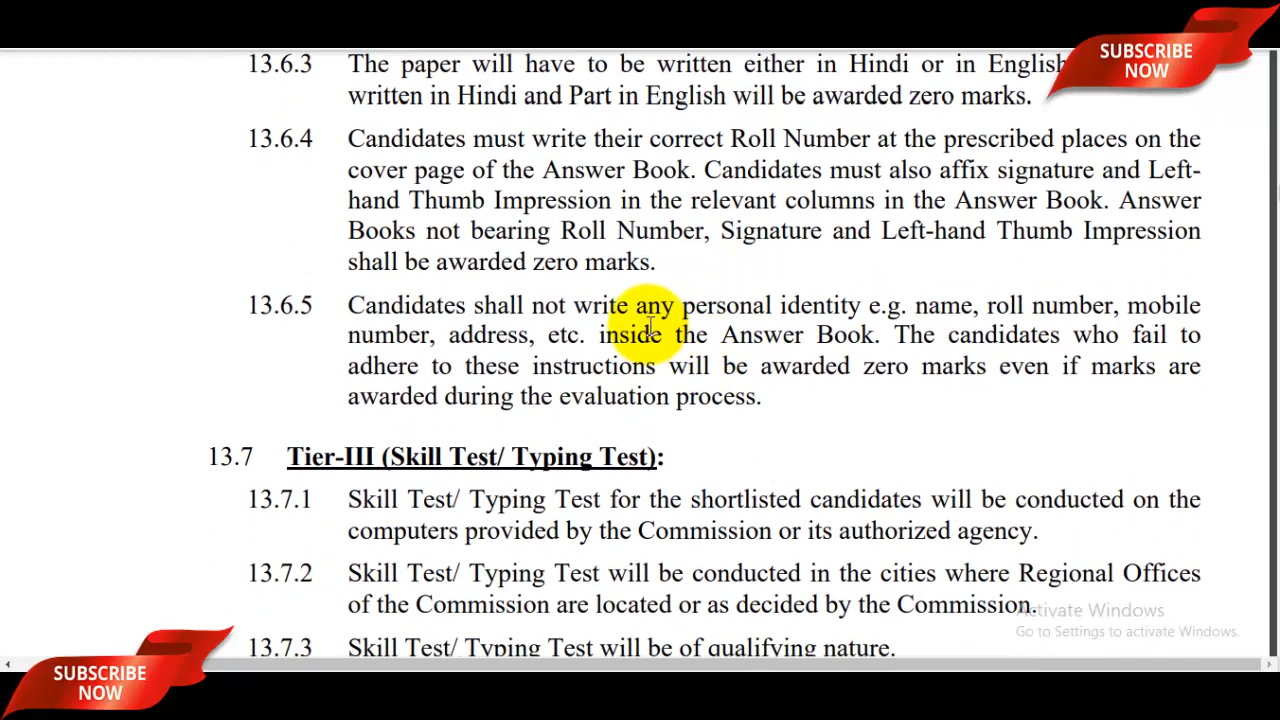 SUBSCRIBE
NOW
13.6.3 The paper will have to be written either in Hindi or in English
written in Hindi and Part in English will be awarded zero marks.
13.6.4 Candidates must write their correct Roll Number at the prescribed places on the
cover page of the Answer Book. Candidates must also affix signature and Left-
hand Thumb Impression in the relevant columns in the Answer Book. Answer
Books not bearing Roll Number, Signature and Left-hand Thumb Impression
shall be awarded zero marks.
13.6.5 Candidates shall not write any personal identity e.g. name, roll number, mobile
number, address, etc. inside the Answer Book. The candidates who fail to
adhere to these instructions will be awarded zero marks even if marks are
awarded during the evaluation process.
13.7 Tier-III (Skill Test/ Typing Test):
13.7.1 Skill Test/ Typing Test for the shortlisted candidates will be conducted on the
computers provided by the Commission or its authorized agency.
13.7.2 Skill Test/ Typing Test will be conducted in the cities where Regional Offices
of the Commission are located or as decided by the Commission.
Activate Windows
Go to Settings to activate Windows.
13.7.3 Skill Test/ Typing Test will be of qualifying nature.
SUBSCRIBE
NOW